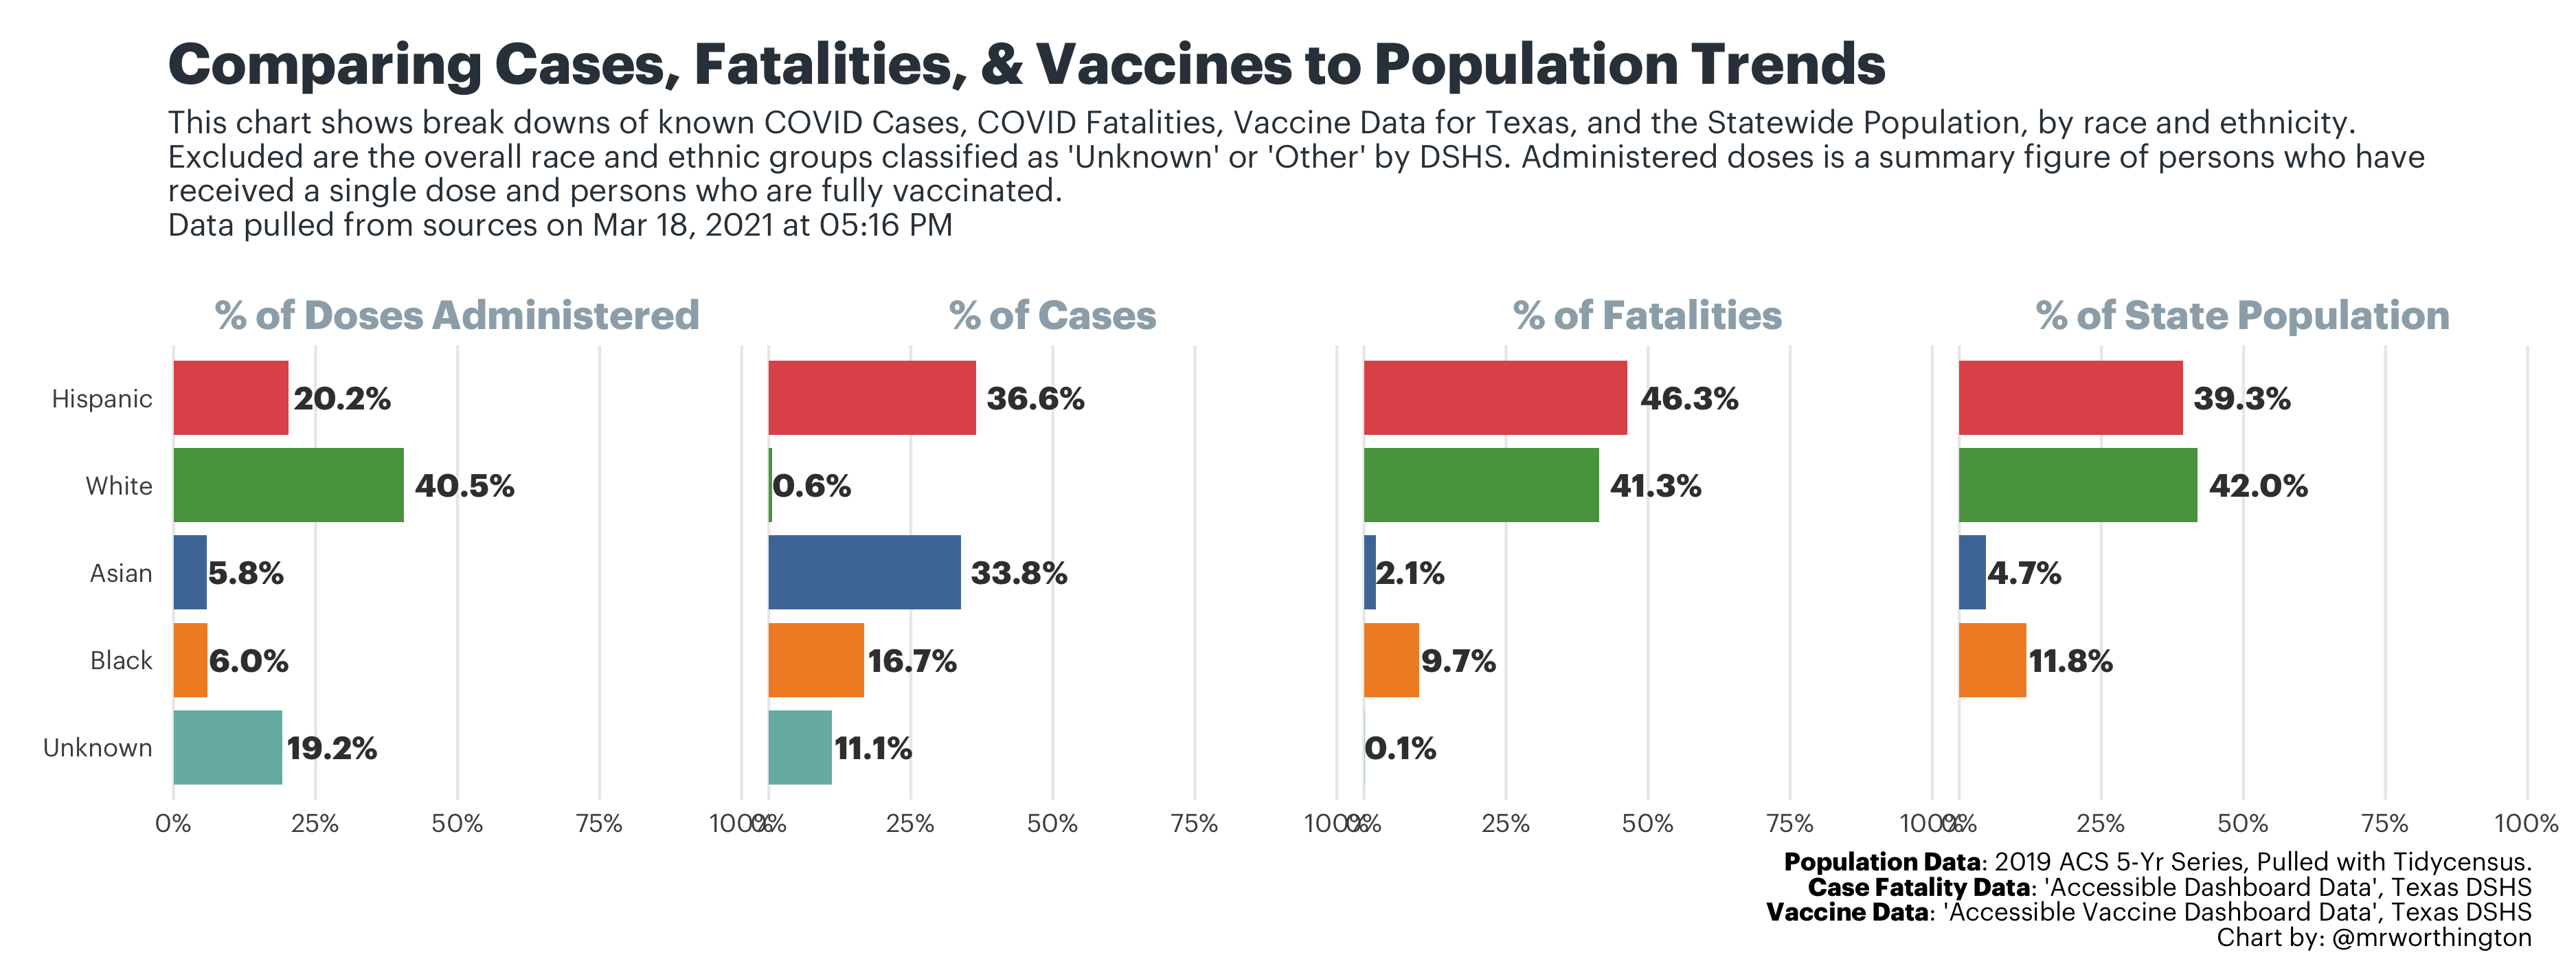 Comparing Cases, Fatalities, & Vaccines to Population Trends
This chart shows break downs of known COVID Cases, COVID Fatalities, Vaccine Data for Texas, and the Statewide Population, by race and ethnicity.
Excluded are the overall race and ethnic groups classified as 'Unknown' or 'Other' by DSHS. Administered doses is a summary figure of persons who have
received a single dose and persons who are fully vaccinated.
Data pulled from sources on Mar 18, 2021 at 05:16 PM
% of Doses Administered % of Cases % of Fatalities % of State Population
Hispanic 20.2% 36.6% 46.3% 39.3%
White 40.5% 0.6% 41.3% 42.0%
Asian 5.8% 33.8% 2.1% 4.7%
Black 6.0% 16.7% 9.7% 11.8%
Unknown 19.2% 11.1% 0.1%
0% 25% 50% 75% 100% 0% 25% 50% 75% 100% 0% 25% 50% 75% 100% 0% 25% 50% 75% 100%
Population Data: 2019 ACS 5-Yr Series, Pulled with Tidycensus.
Case Fatality Data: 'Accessible Dashboard Data', Texas DSHS
Vaccine Data: 'Accessible Vaccine Dashboard Data', Texas DSHS
Chart by: @mrworthington